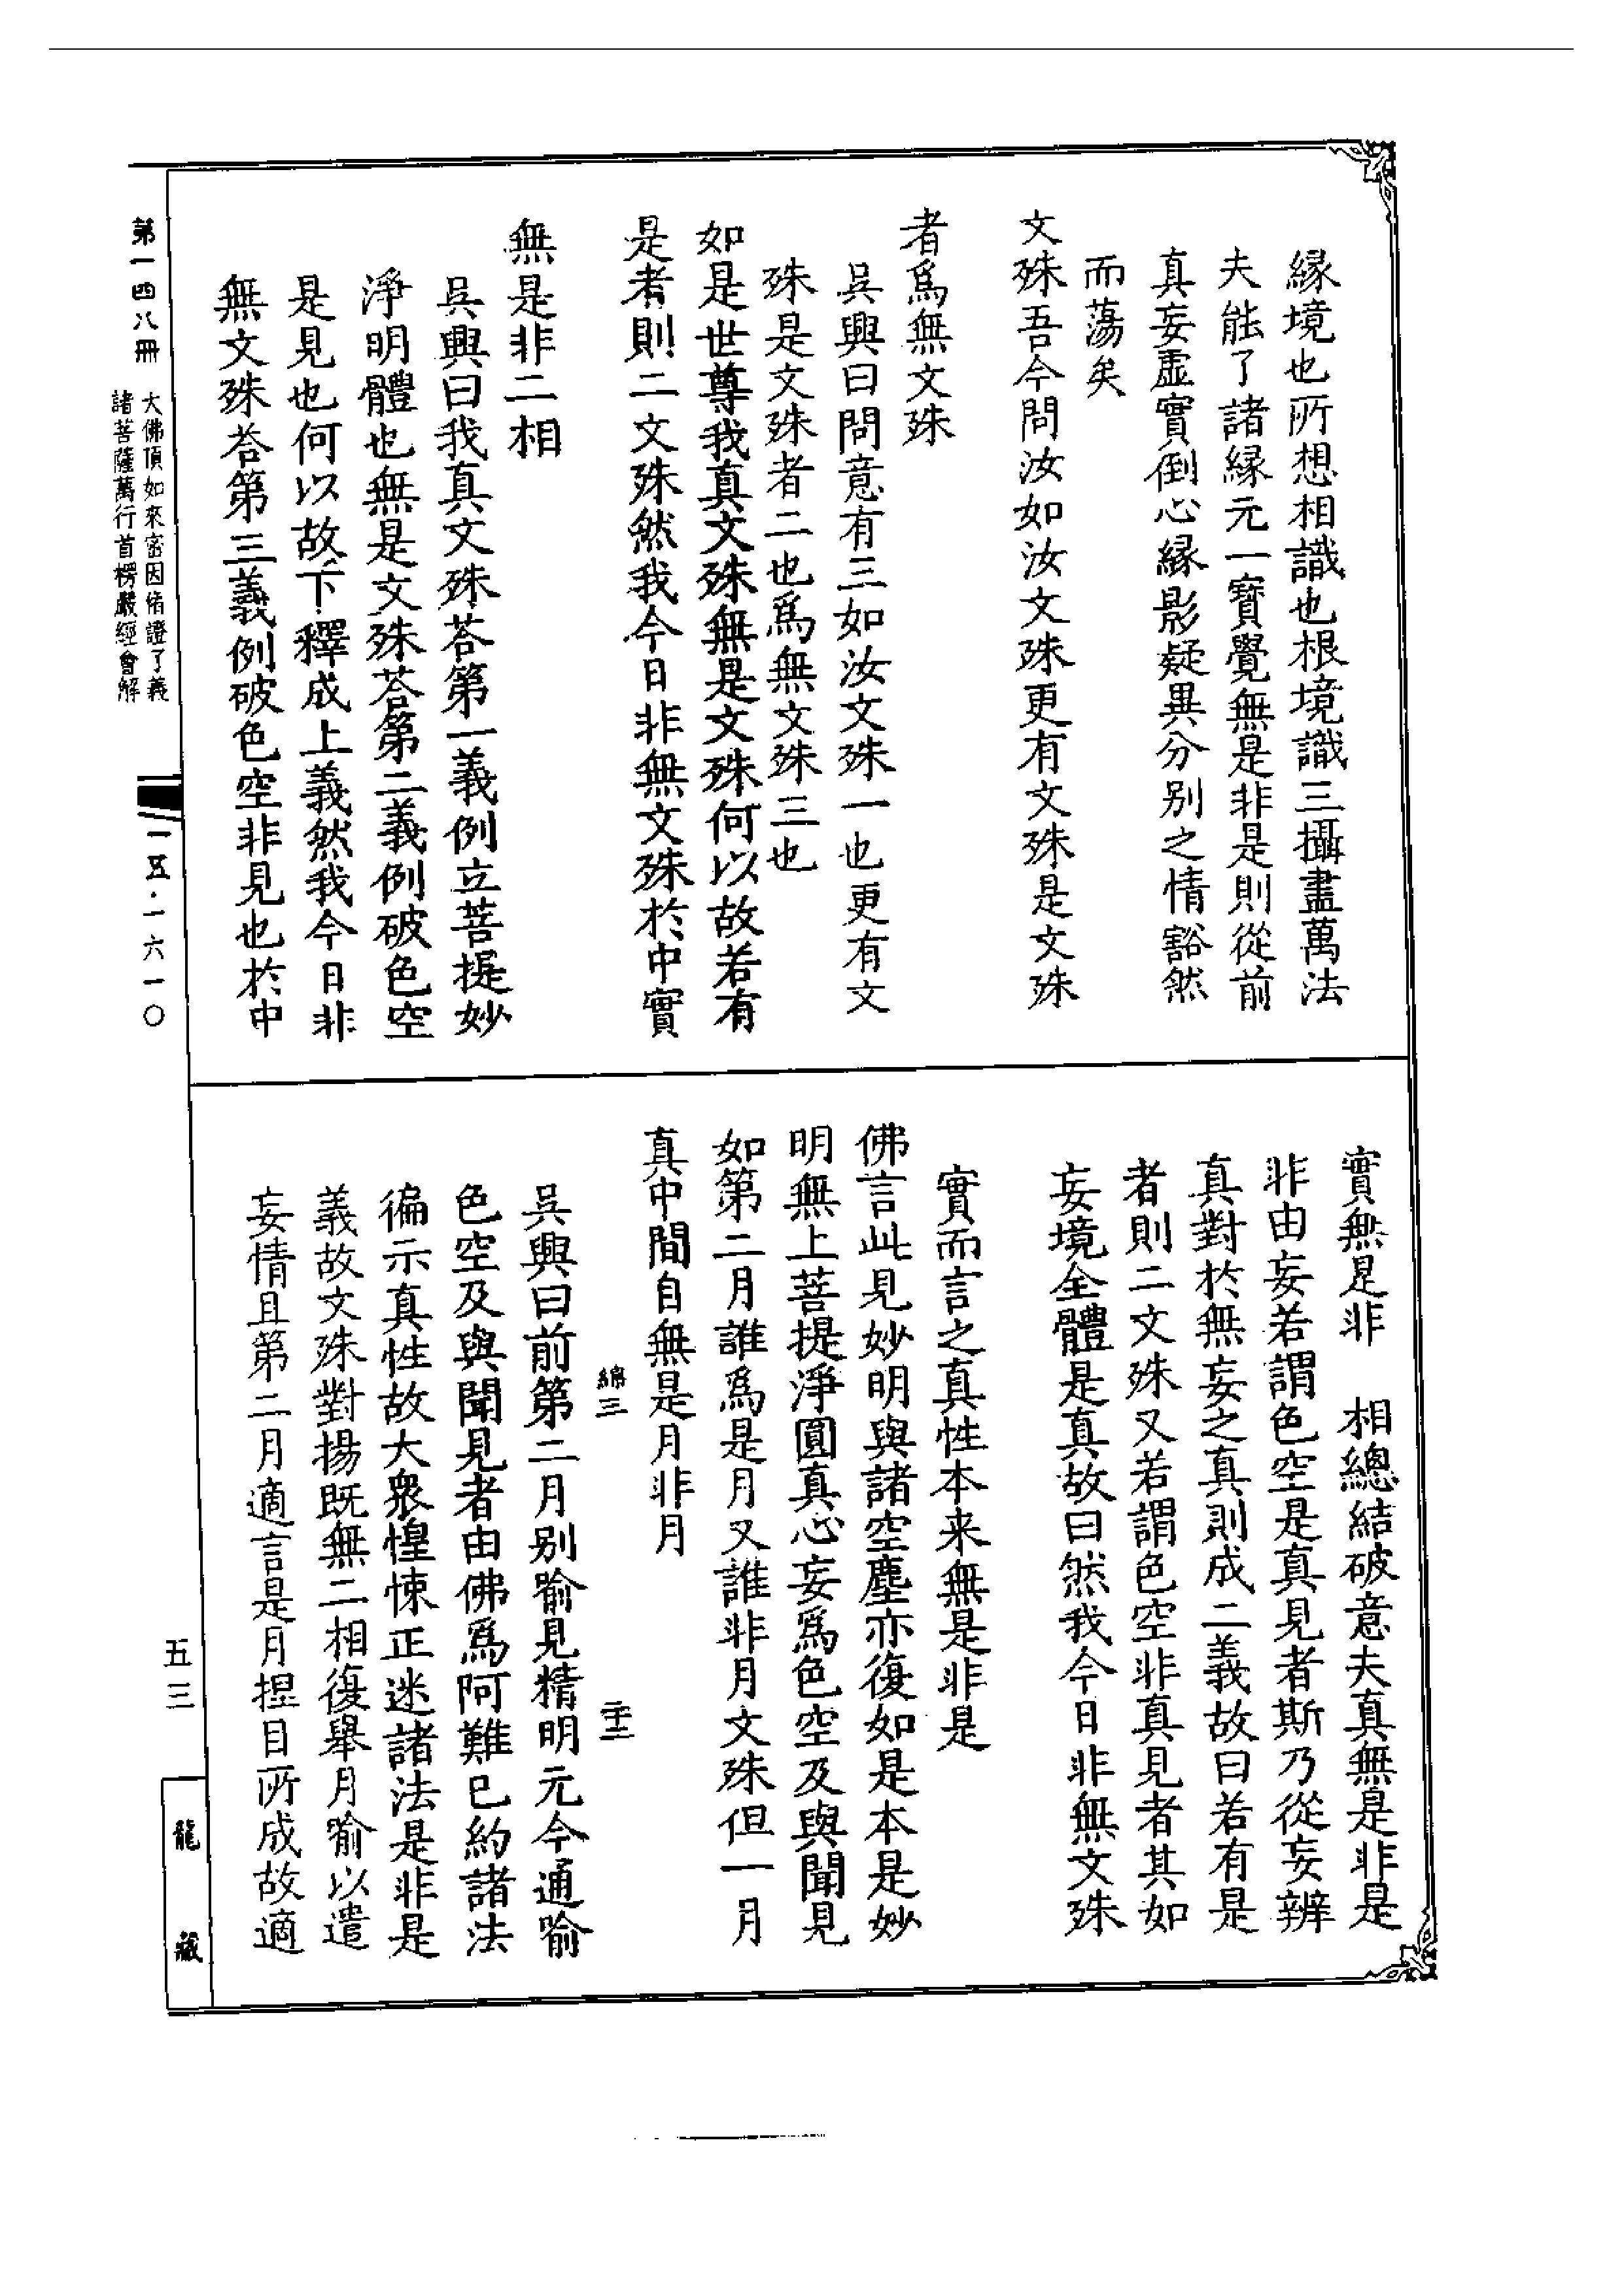 緣境也所想相識也根境識三攝盡萬法
夫能了諸緣元一寶覺無是非是則從前
真妄虛實倒心緣影疑異分别之情豁然
而蕩矣
文殊吾今問汝如汝文殊更有文殊是文殊
者爲無文殊
吳興曰問意有三如汝文殊一也更有文
殊是文殊者二也爲無文殊三也
如是世尊我真文殊無是文殊何以故若有
是者則二文殊然我今日非無文殊於中實
無是非二相
吳興曰我真文殊荅第一義例立菩提妙
淨明體也無是文殊荅第二義例破色空
是見也何以故下釋成上義然我今日非
無文殊荅第三義例破色空非見也於中
實無是非 相總結破意夫真無是非是
非由妄若謂色空是真見者斯乃從妄辨
真對於無妄之真則成二義故曰若有是
者則二文殊又若謂色空非真見者其如
妄境全體是真故曰然我今日非無文殊
實而言之真性本来無是非是
佛言此見妙明與諸空塵亦復如是本是妙
明無上菩提淨圓真心妄爲色空及與聞見
如第二月誰爲是月又誰非月文殊但一月
真中間自無是月非月
綿三
吳興曰前第二月别喻見精明元今通喻
色空及與聞見者由佛爲阿難已約諸法
徧示真性故大衆惶悚正迷諸法是非是
義故文殊對揚既無二相復舉月喻以遣
妄情且第二月適言是月捏目所成故適
第一四八冊
大佛頂如來密因脩證了義
諸菩薩萬行首楞嚴經會解
一五·一六一〇
五三
龍藏